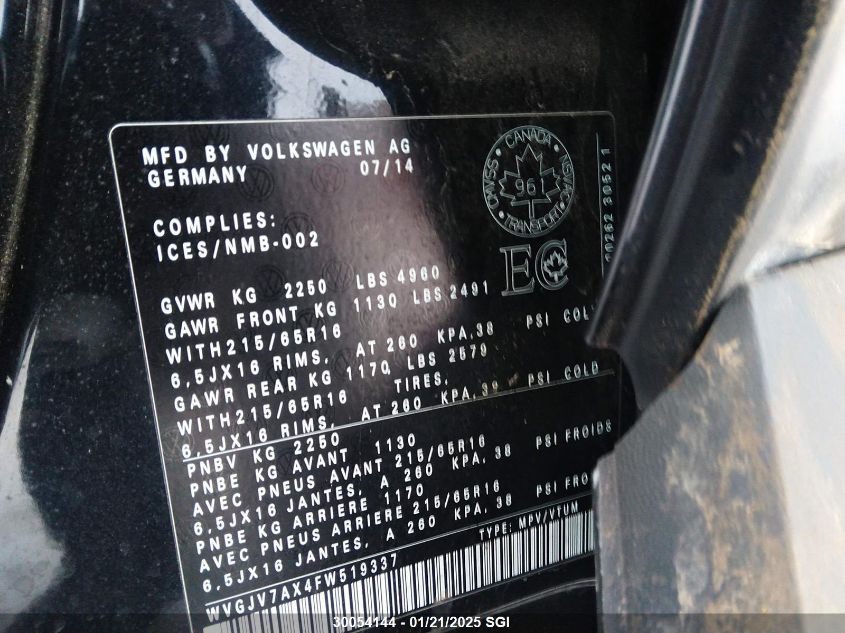 MFD BY VOLKSWAGEN AG
GERMANY 07/14
CANADA
961
TRANSPORT
COMPLIES:
ICES/NMB-002
EC
GVWR KG 2250 LBS 4960
GAWR FRONT KG 1130 LBS 2491
WITH215/65R16
6,5JX16 RIMS, AT 260 KPA,38 PSI COLD
GAWR REAR KG 1170 LBS 2579
WITH215/65R16 TIRES,
6,5JX16 RIMS, AT 260 KPA,38 PSI COLD
PNBV KG 2250
PNBE KG AVANT 1130
AVEC PNEUS AVANT 215/65R16
6,5JX16 JANTES, A 260 KPA,38 PSI FROIDS
PNBE KG ARRIERE 1170
AVEC PNEUS ARRIERE 215/65R16
6,5JX16 JANTES, A 260 KPA,38 PSI FROIDS
TYPE: MPV/VTUM
WVGJV7AX4FW519337
30054144 - 01/21/2025 SGI